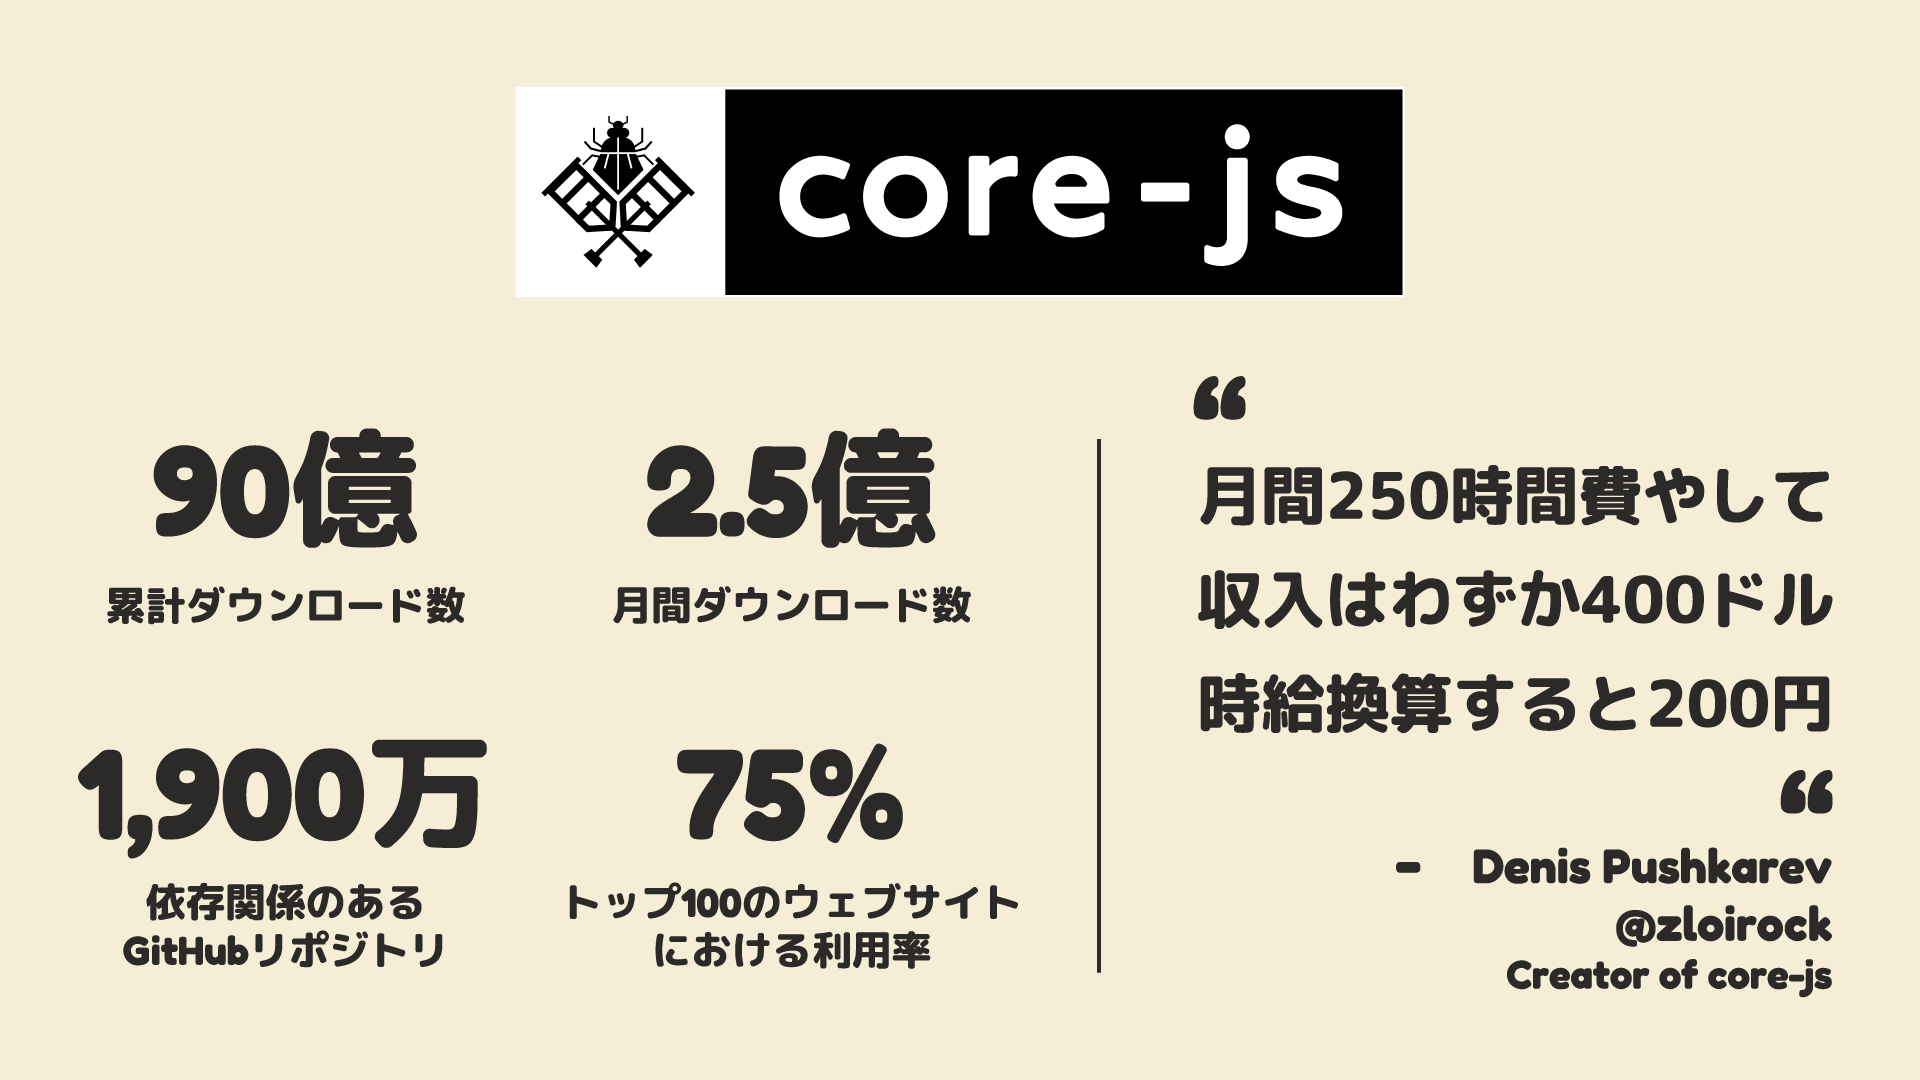 core-js
90億
累計ダウンロード数
2.5億
月間ダウンロード数
1,900万
依存関係のある
GitHubリポジトリ
75%
トップ100のウェブサイト
における利用率
“
月間250時間費やして
収入はわずか400ドル
時給換算すると200円
“
- Denis Pushkarev
@zloirock
Creator of core-js